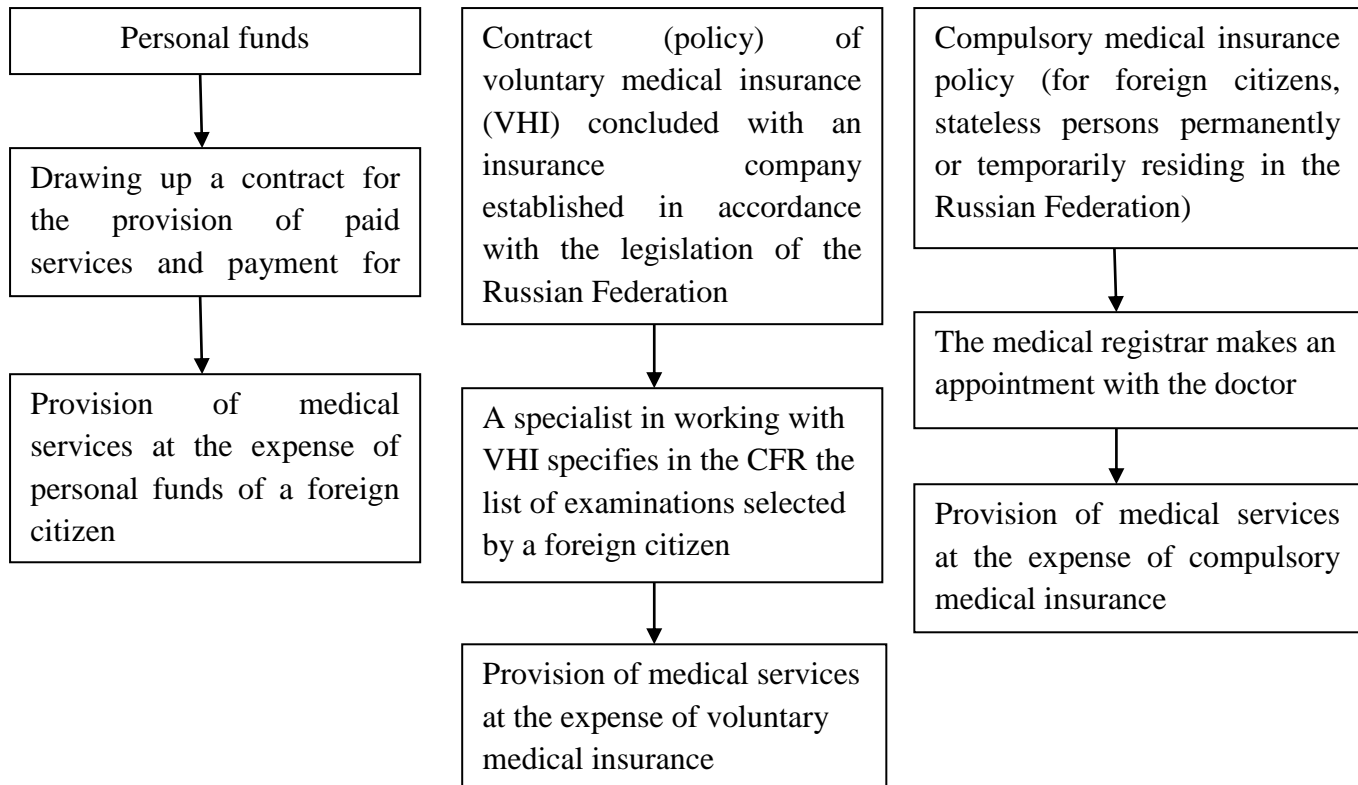 Personal funds
Drawing up a contract for
the provision of paid
services and payment for
Provision of medical
services at the expense of
personal funds of a foreign
citizen
Contract (policy) of
voluntary medical insurance
(VHI) concluded with an
insurance company
established in accordance
with the legislation of the
Russian Federation
A specialist in working with
VHI specifies in the CFR the
list of examinations selected
by a foreign citizen
Provision of medical services
at the expense of voluntary
medical insurance
Compulsory medical insurance
policy (for foreign citizens,
stateless persons permanently
or temporarily residing in the
Russian Federation)
The medical registrar makes an
appointment with the doctor
Provision of medical services
at the expense of compulsory
medical insurance